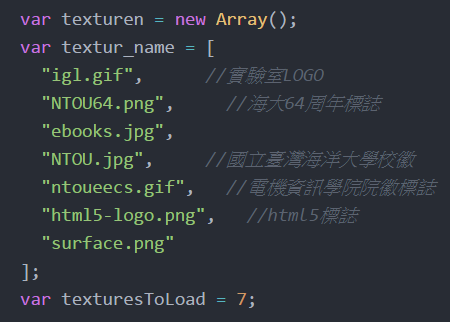 var texturen = new Array();
var textur_name = [
"igl.gif", //實驗室LOGO
"NTOU64.png", //海大64周年標誌
"ebooks.jpg",
"NTOU.jpg", //國立臺灣海洋大學校徽
"ntoueecs.gif", //電機資訊學院院徽標誌
"html5-logo.png", //html5標誌
"surface.png"
];
var texturesToLoad = 7;